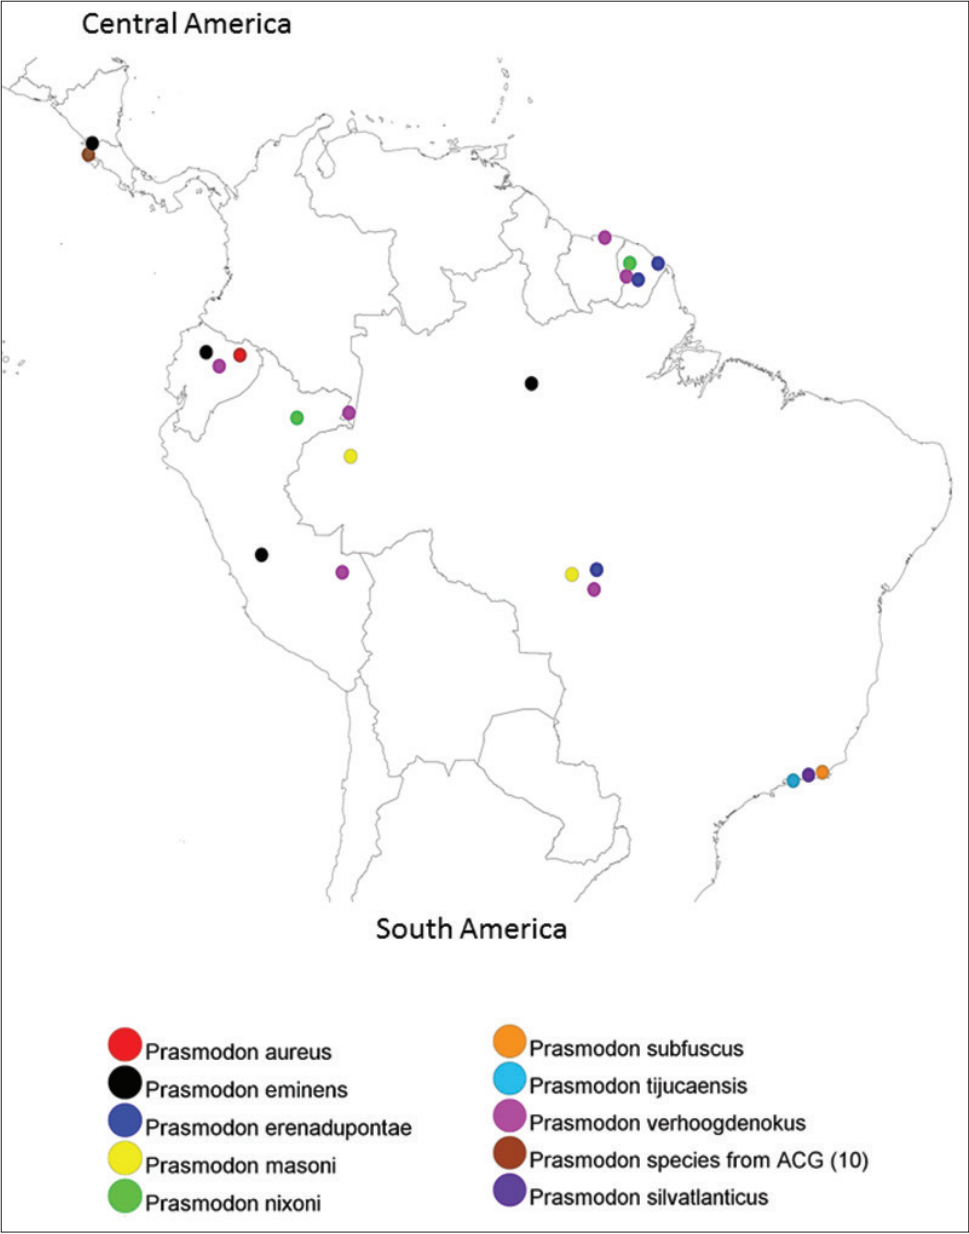 Central America
South America
Prasmodon aureus
Prasmodon eminens
Prasmodon erenadupontae
Prasmodon masoni
Prasmodon nixoni
Prasmodon subfuscus
Prasmodon tijucaensis
Prasmodon verhoogdenokus
Prasmodon species from ACG (10)
Prasmodon silvatlanticus